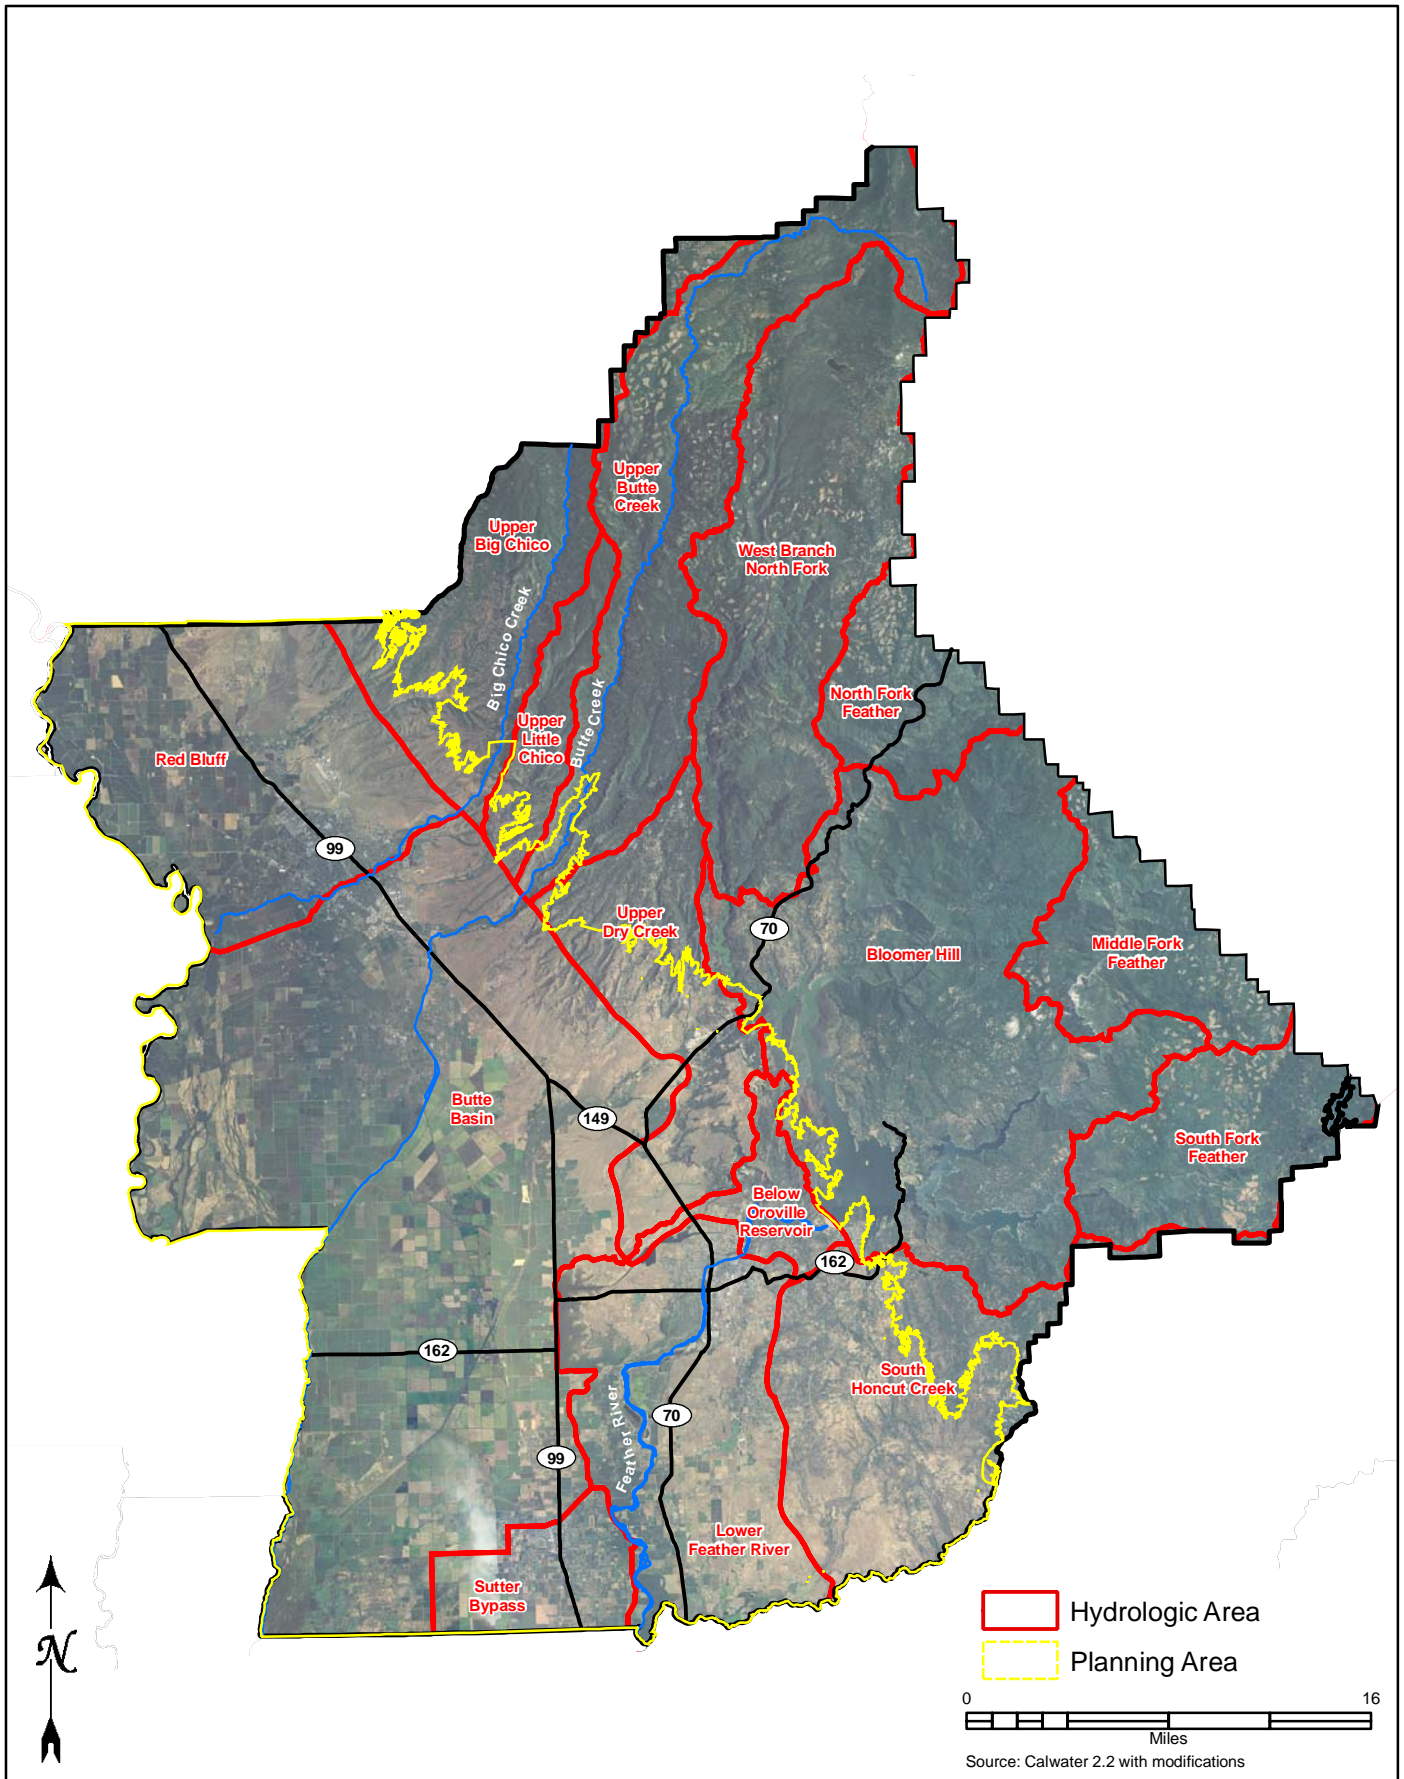 Upper
Butte
Creek
Upper
Big Chico
West Branch
North Fork
Big Chico Creek
North Fork
Feather
Upper
Little
Chico
Butte Creek
Red Bluff
99
Upper
Dry Creek
70
Bloomer Hill
Middle Fork
Feather
Butte
Basin
149
South Fork
Feather
Below
Oroville
Reservoir
162
162
South
Honcut Creek
Feather River
70
99
Lower
Feather River
Sutter
Bypass
N
Hydrologic Area
Planning Area
0 16
Miles
Source: Calwater 2.2 with modifications